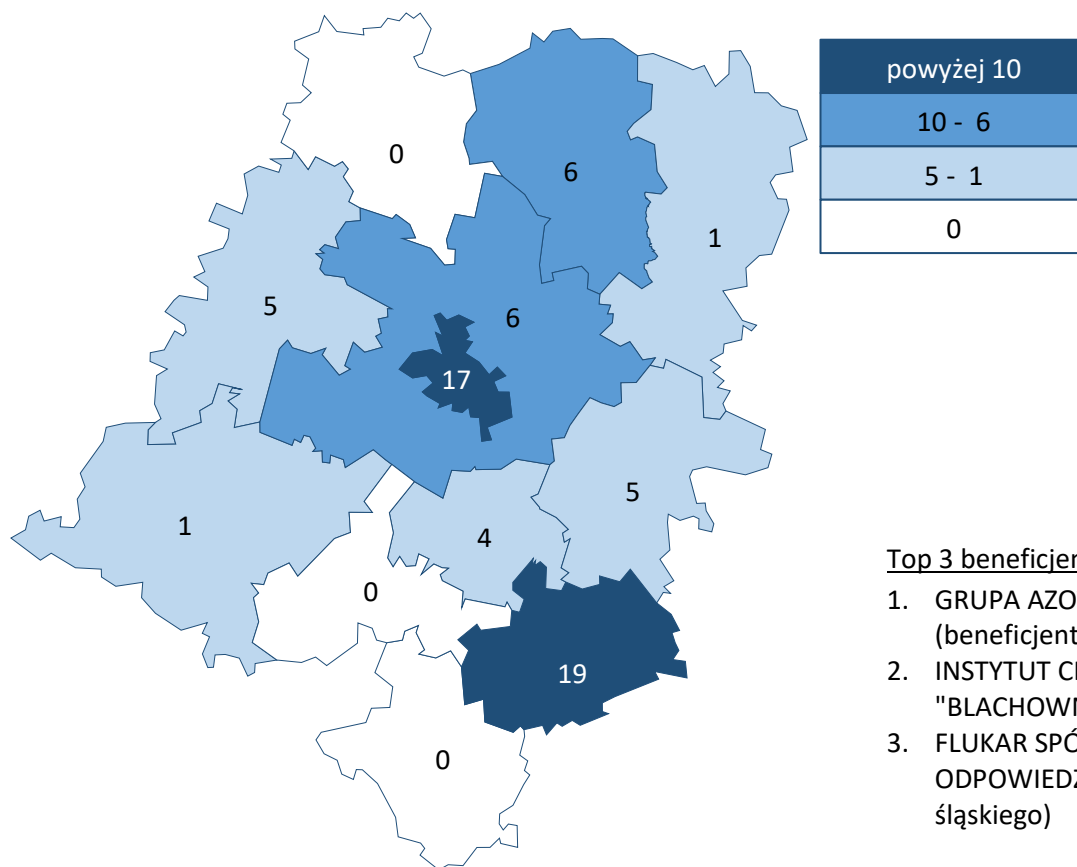 powyżej 10
10 - 6
5 - 1
0
0
6
1
5
6
17
5
1
4
0
19
0
Top 3 beneficjen
1. GRUPA AZO
(beneficjent
2. INSTYTUT C
"BLACHOWN
3. FLUKAR SPÓ
ODPOWIEDZ
śląskiego)